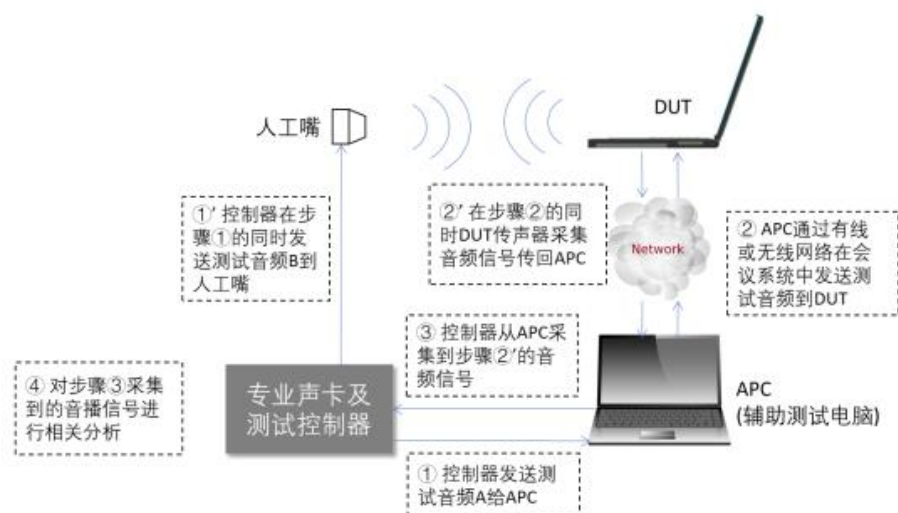 DUT
人工嘴
①’ 控制器在步
骤①的同时发
送测试音频B到
人工嘴
②’ 在步骤②的同
时DUT传声器采集
音频信号传回APC
Network
② APC通过有线
或无线网络在会
议系统中发送测
试音频到DUT
③ 控制器从APC采
集到步骤②’的音
频信号
④ 对步骤③采集
到的音播信号进
行相关分析
专业声卡及
测试控制器
APC
(辅助测试电脑)
① 控制器发送测
试音频A给APC